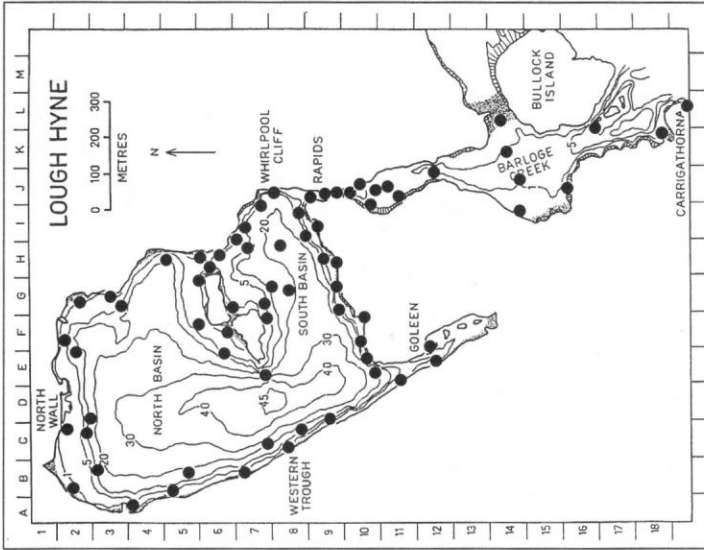 LOUGH HYNE
0 100 200 300
METRES
N
A B C D E F G H I J K L M
1
2
3
4
5
6
7
8
9
10
11
12
13
14
15
16
17
18
NORTH
WALL
WHIRLPOOL
CLIFF
RAPIDS
NORTH BASIN
SOUTH BASIN
WESTERN
TROUGH
GOLEEN
BULLOCK
ISLAND
BARLOGE
CREEK
CARRIGATHORNA
1
5
20
30
40
45
40
30
20
5
5